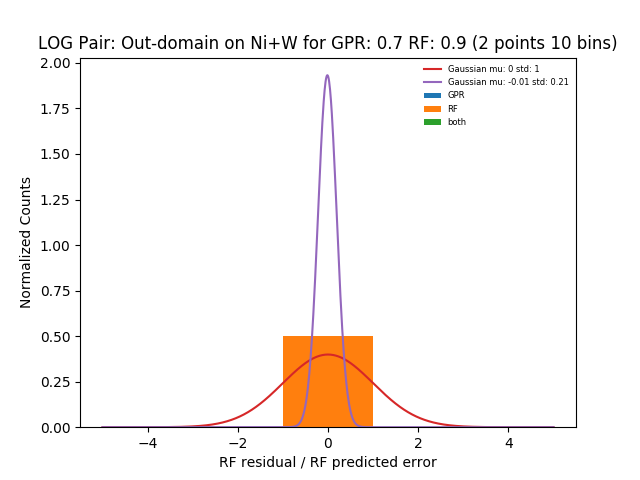 LOG Pair: Out-domain on Ni+W for GPR: 0.7 RF: 0.9 (2 points 10 bins)
Gaussian mu: 0 std: 1
Gaussian mu: -0.01 std: 0.21
GPR
RF
both
Normalized Counts
2.00
1.75
1.50
1.25
1.00
0.75
0.50
0.25
0.00
−4 −2 0 2 4
RF residual / RF predicted error